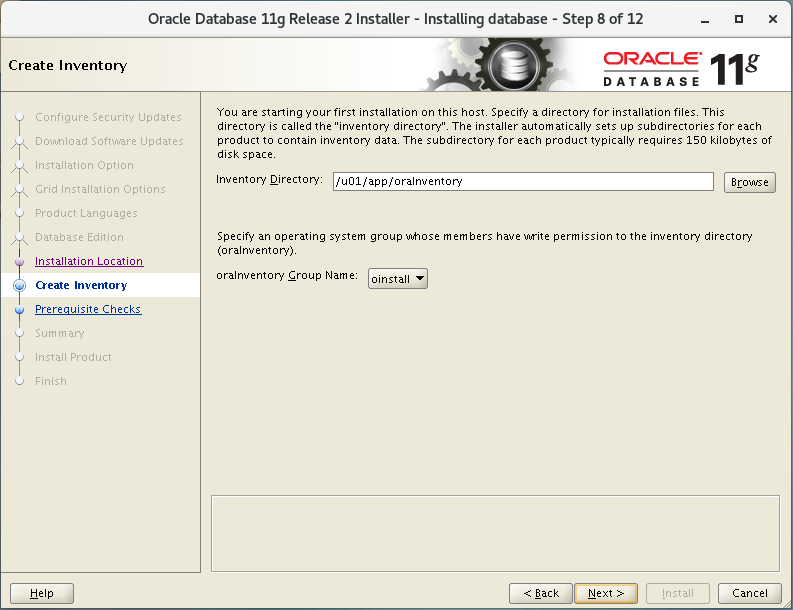 Oracle Database 11g Release 2 Installer - Installing database - Step 8 of 12
Create Inventory
ORACLE
DATABASE 11g
Configure Security Updates
Download Software Updates
Installation Option
Grid Installation Options
Product Languages
Database Edition
Installation Location
Create Inventory
Prerequisite Checks
Summary
Install Product
Finish
You are starting your first installation on this host. Specify a directory for installation files. This
directory is called the "inventory directory". The installer automatically sets up subdirectories for each
product to contain inventory data. The subdirectory for each product typically requires 150 kilobytes of
disk space.
Inventory Directory: /u01/app/oraInventory Browse
Specify an operating system group whose members have write permission to the inventory directory
(oraInventory).
oraInventory Group Name: oinstall
Help < Back Next > Install Cancel